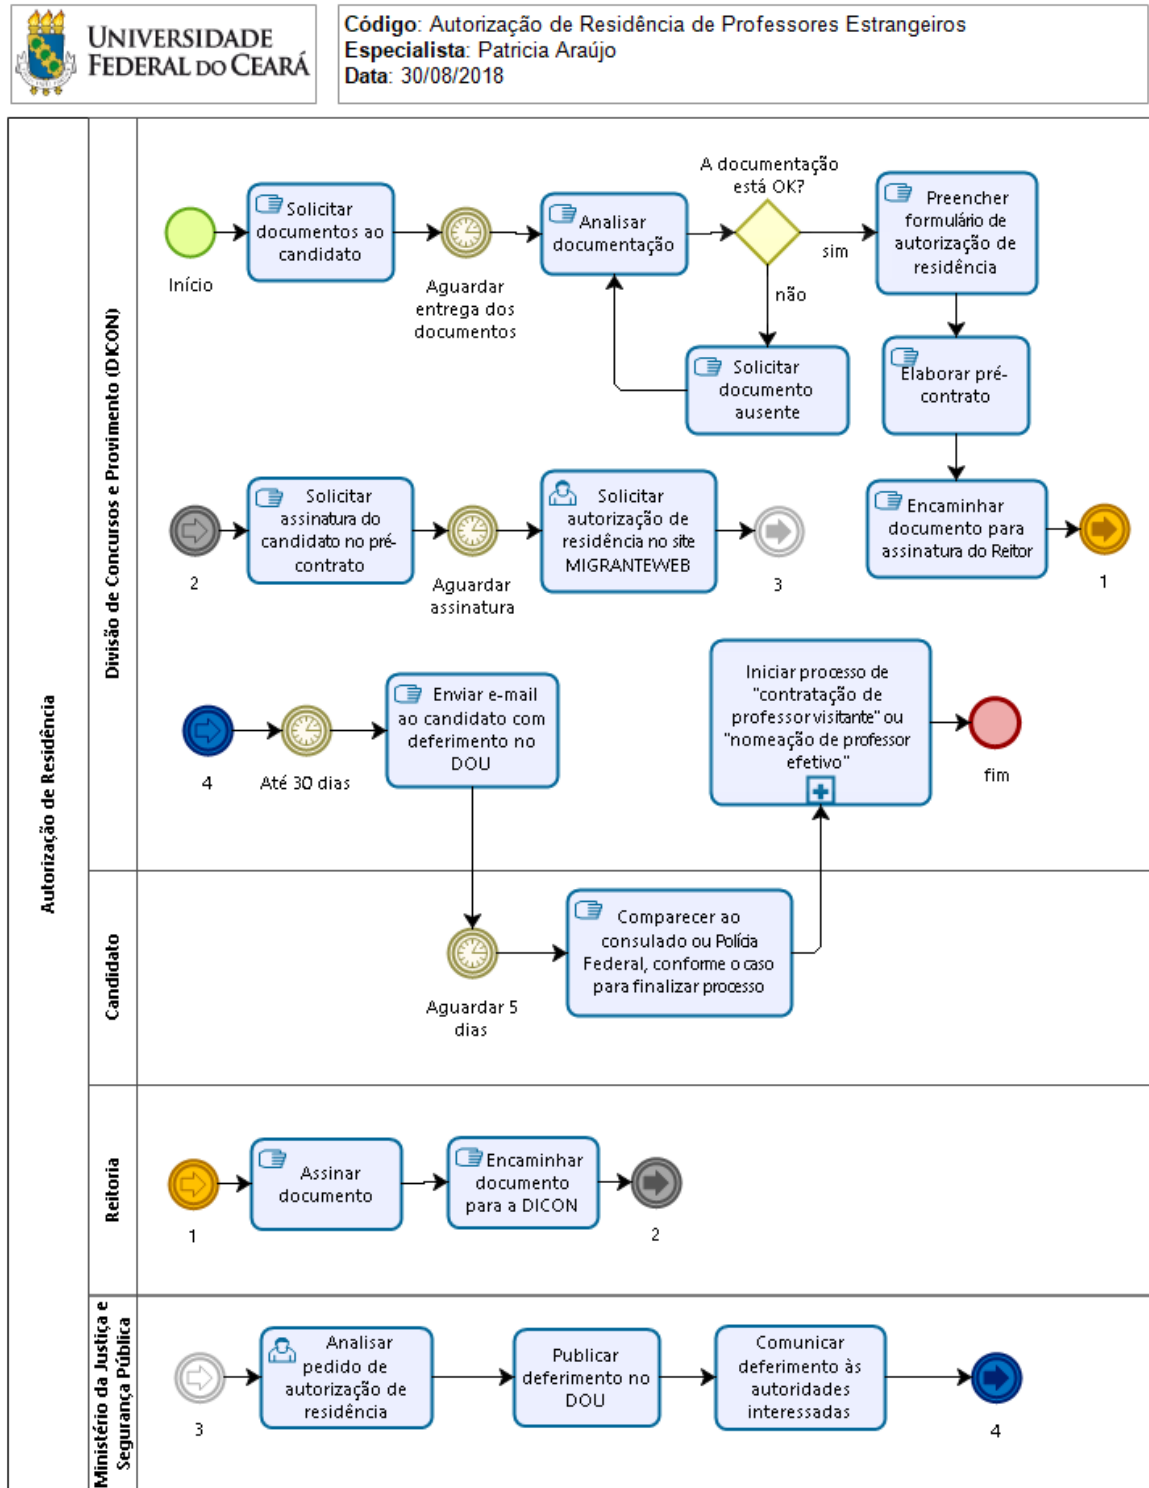 UNIVERSIDADE
FEDERAL DO CEARÁ
Código: Autorização de Residência de Professores Estrangeiros
Especialista: Patricia Araújo
Data: 30/08/2018
Autorização de Residência
Divisão de Concursos e Provimento (DICON)
Início
Solicitar
documentos ao
candidato
Aguardar
entrega dos
documentos
Analisar
documentação
A documentação
está OK?
sim
não
Solicitar
documento
ausente
Preencher
formulário de
autorização de
residência
Elaborar pré-
contrato
Encaminhar
documento para
assinatura do Reitor
1
2
Solicitar
assinatura do
candidato no pré-
contrato
Aguardar
assinatura
Solicitar
autorização de
residência no site
MIGRANTEWEB
3
4
Até 30 dias
Enviar e-mail
ao candidato com
deferimento no
DOU
Iniciar processo de
"contratação de
professor visitante" ou
"nomeação de professor
efetivo"
fim
Candidato
Aguardar 5
dias
Comparecer ao
consulado ou Polícia
Federal, conforme o caso
para finalizar processo
Reitoria
1
Assinar
documento
Encaminhar
documento
para a DICON
2
Ministério da Justiça e
Segurança Pública
3
Analisar
pedido de
autorização de
residência
Publicar
deferimento no
DOU
Comunicar
deferimento às
autoridades
interessadas
4